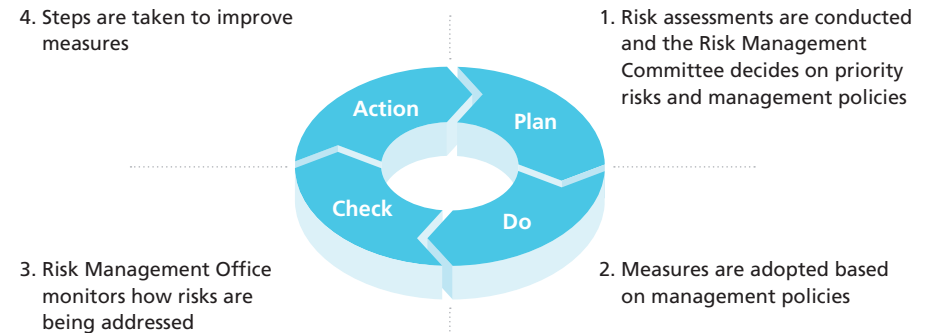 4. Steps are taken to improve
measures
1. Risk assessments are conducted
and the Risk Management
Committee decides on priority
risks and management policies
Action
Plan
Check
Do
3. Risk Management Office
monitors how risks are
being addressed
2. Measures are adopted based
on management policies